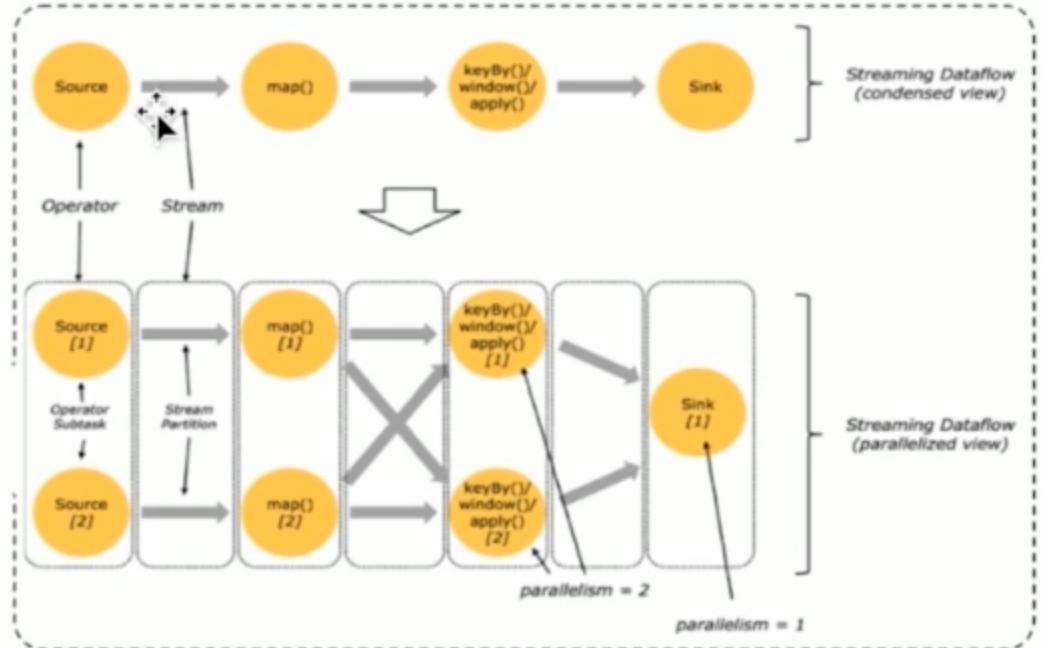 Source
map()
keyBy()/
window()/
apply()
Sink
Streaming Dataflow
(condensed view)
Operator
Stream
Source
[1]
map()
[1]
keyBy()/
window()/
apply()
[1]
Operator
Subtask
Stream
Partition
Sink
[1]
Streaming Dataflow
(parallelized view)
Source
[2]
map()
[2]
keyBy()/
window()/
apply()
[2]
parallelism = 2
parallelism = 1